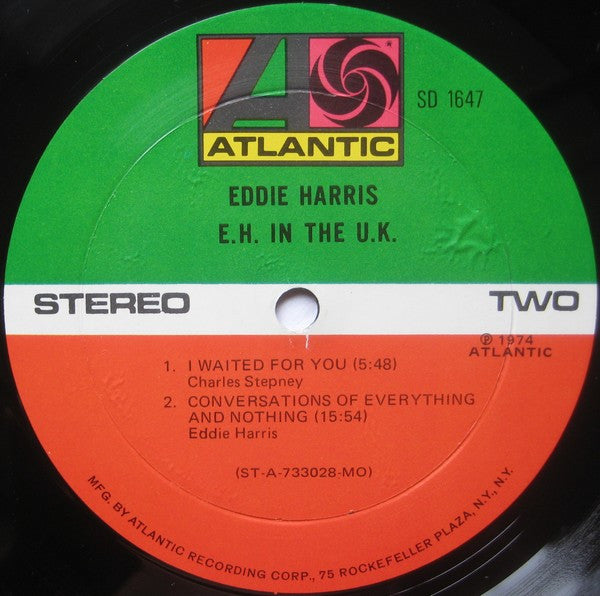 ATLANTIC
SD 1647
EDDIE HARRIS
E.H. IN THE U.K.
STEREO
TWO
℗ 1974
ATLANTIC
1. I WAITED FOR YOU (5:48)
Charles Stepney
2. CONVERSATIONS OF EVERYTHING
AND NOTHING (15:54)
Eddie Harris
(ST-A-733028-MO)
MFG. BY ATLANTIC RECORDING CORP., 75 ROCKEFELLER PLAZA, N.Y., N.Y.